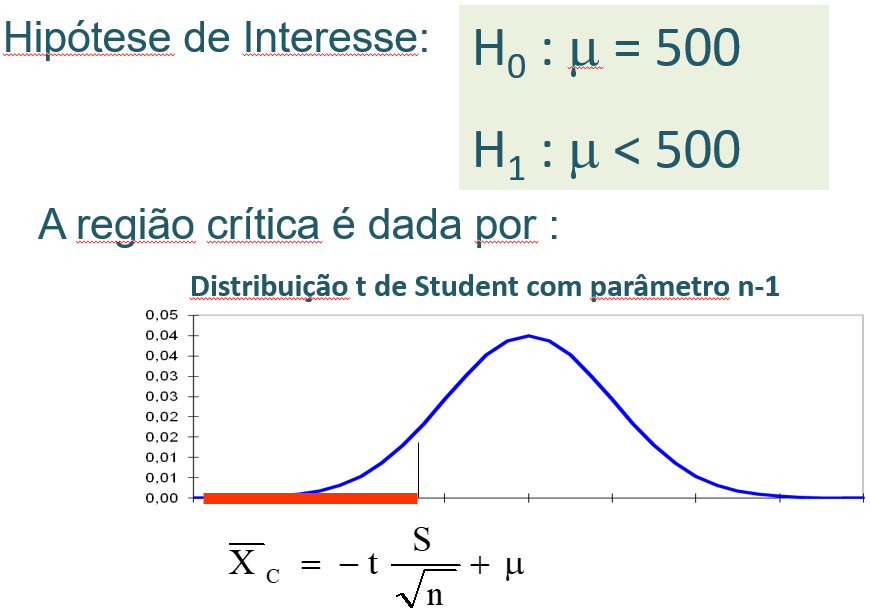 Hipótese de Interesse:
H₀ : μ = 500
H₁ : μ < 500
A região crítica é dada por :
Distribuição t de Student com parâmetro n-1
0,05
0,04
0,04
0,03
0,03
0,02
0,02
0,01
0,01
0,00
X̅ C = − t S/√n + μ